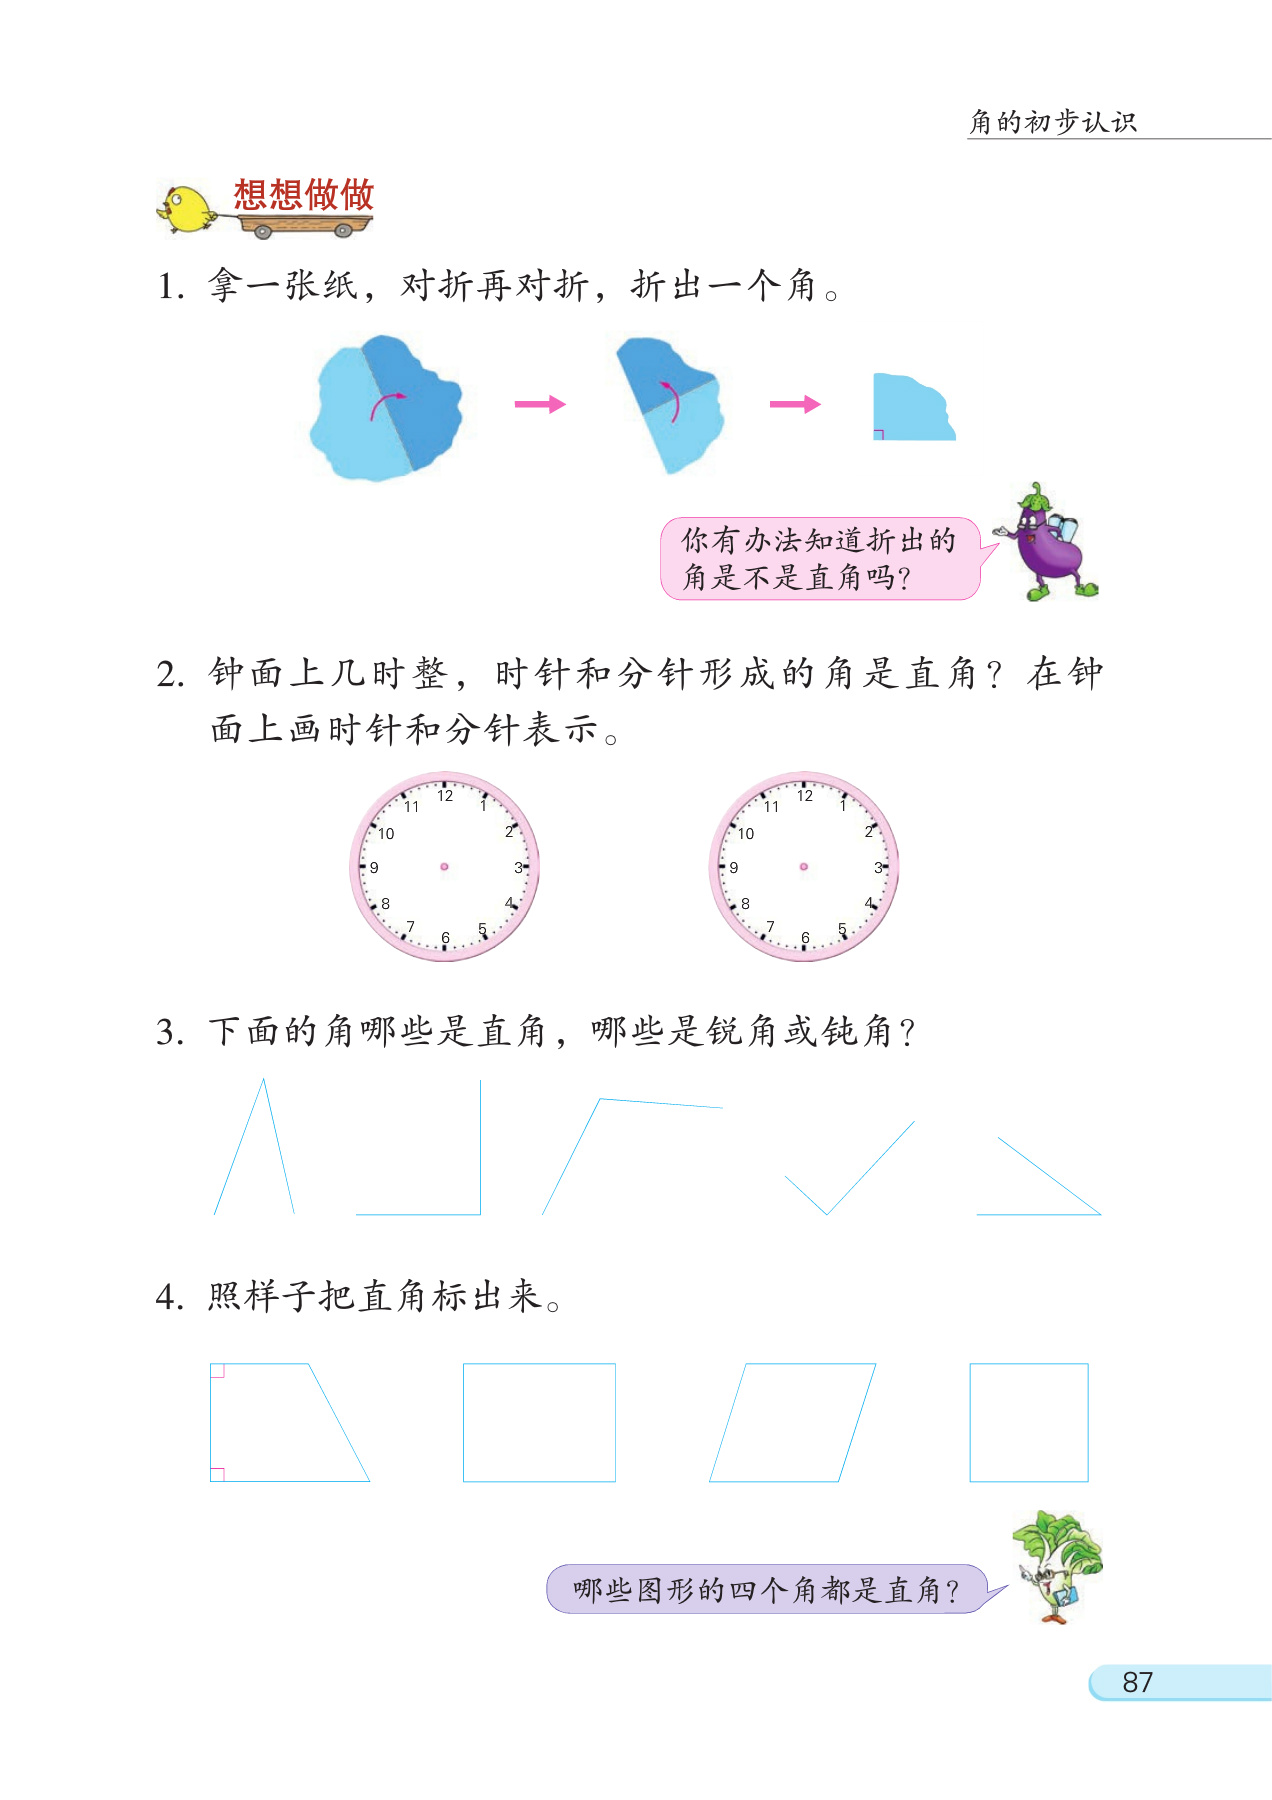 角的初步认识
想想做做
1. 拿一张纸，对折再对折，折出一个角。
你有办法知道折出的
角是不是直角吗？
2. 钟面上几时整，时针和分针形成的角是直角？在钟
面上画时针和分针表示。
12 1 2 3 4 5 6 7 8 9 10 11
12 1 2 3 4 5 6 7 8 9 10 11
3. 下面的角哪些是直角，哪些是锐角或钝角？
4. 照样子把直角标出来。
哪些图形的四个角都是直角？
87